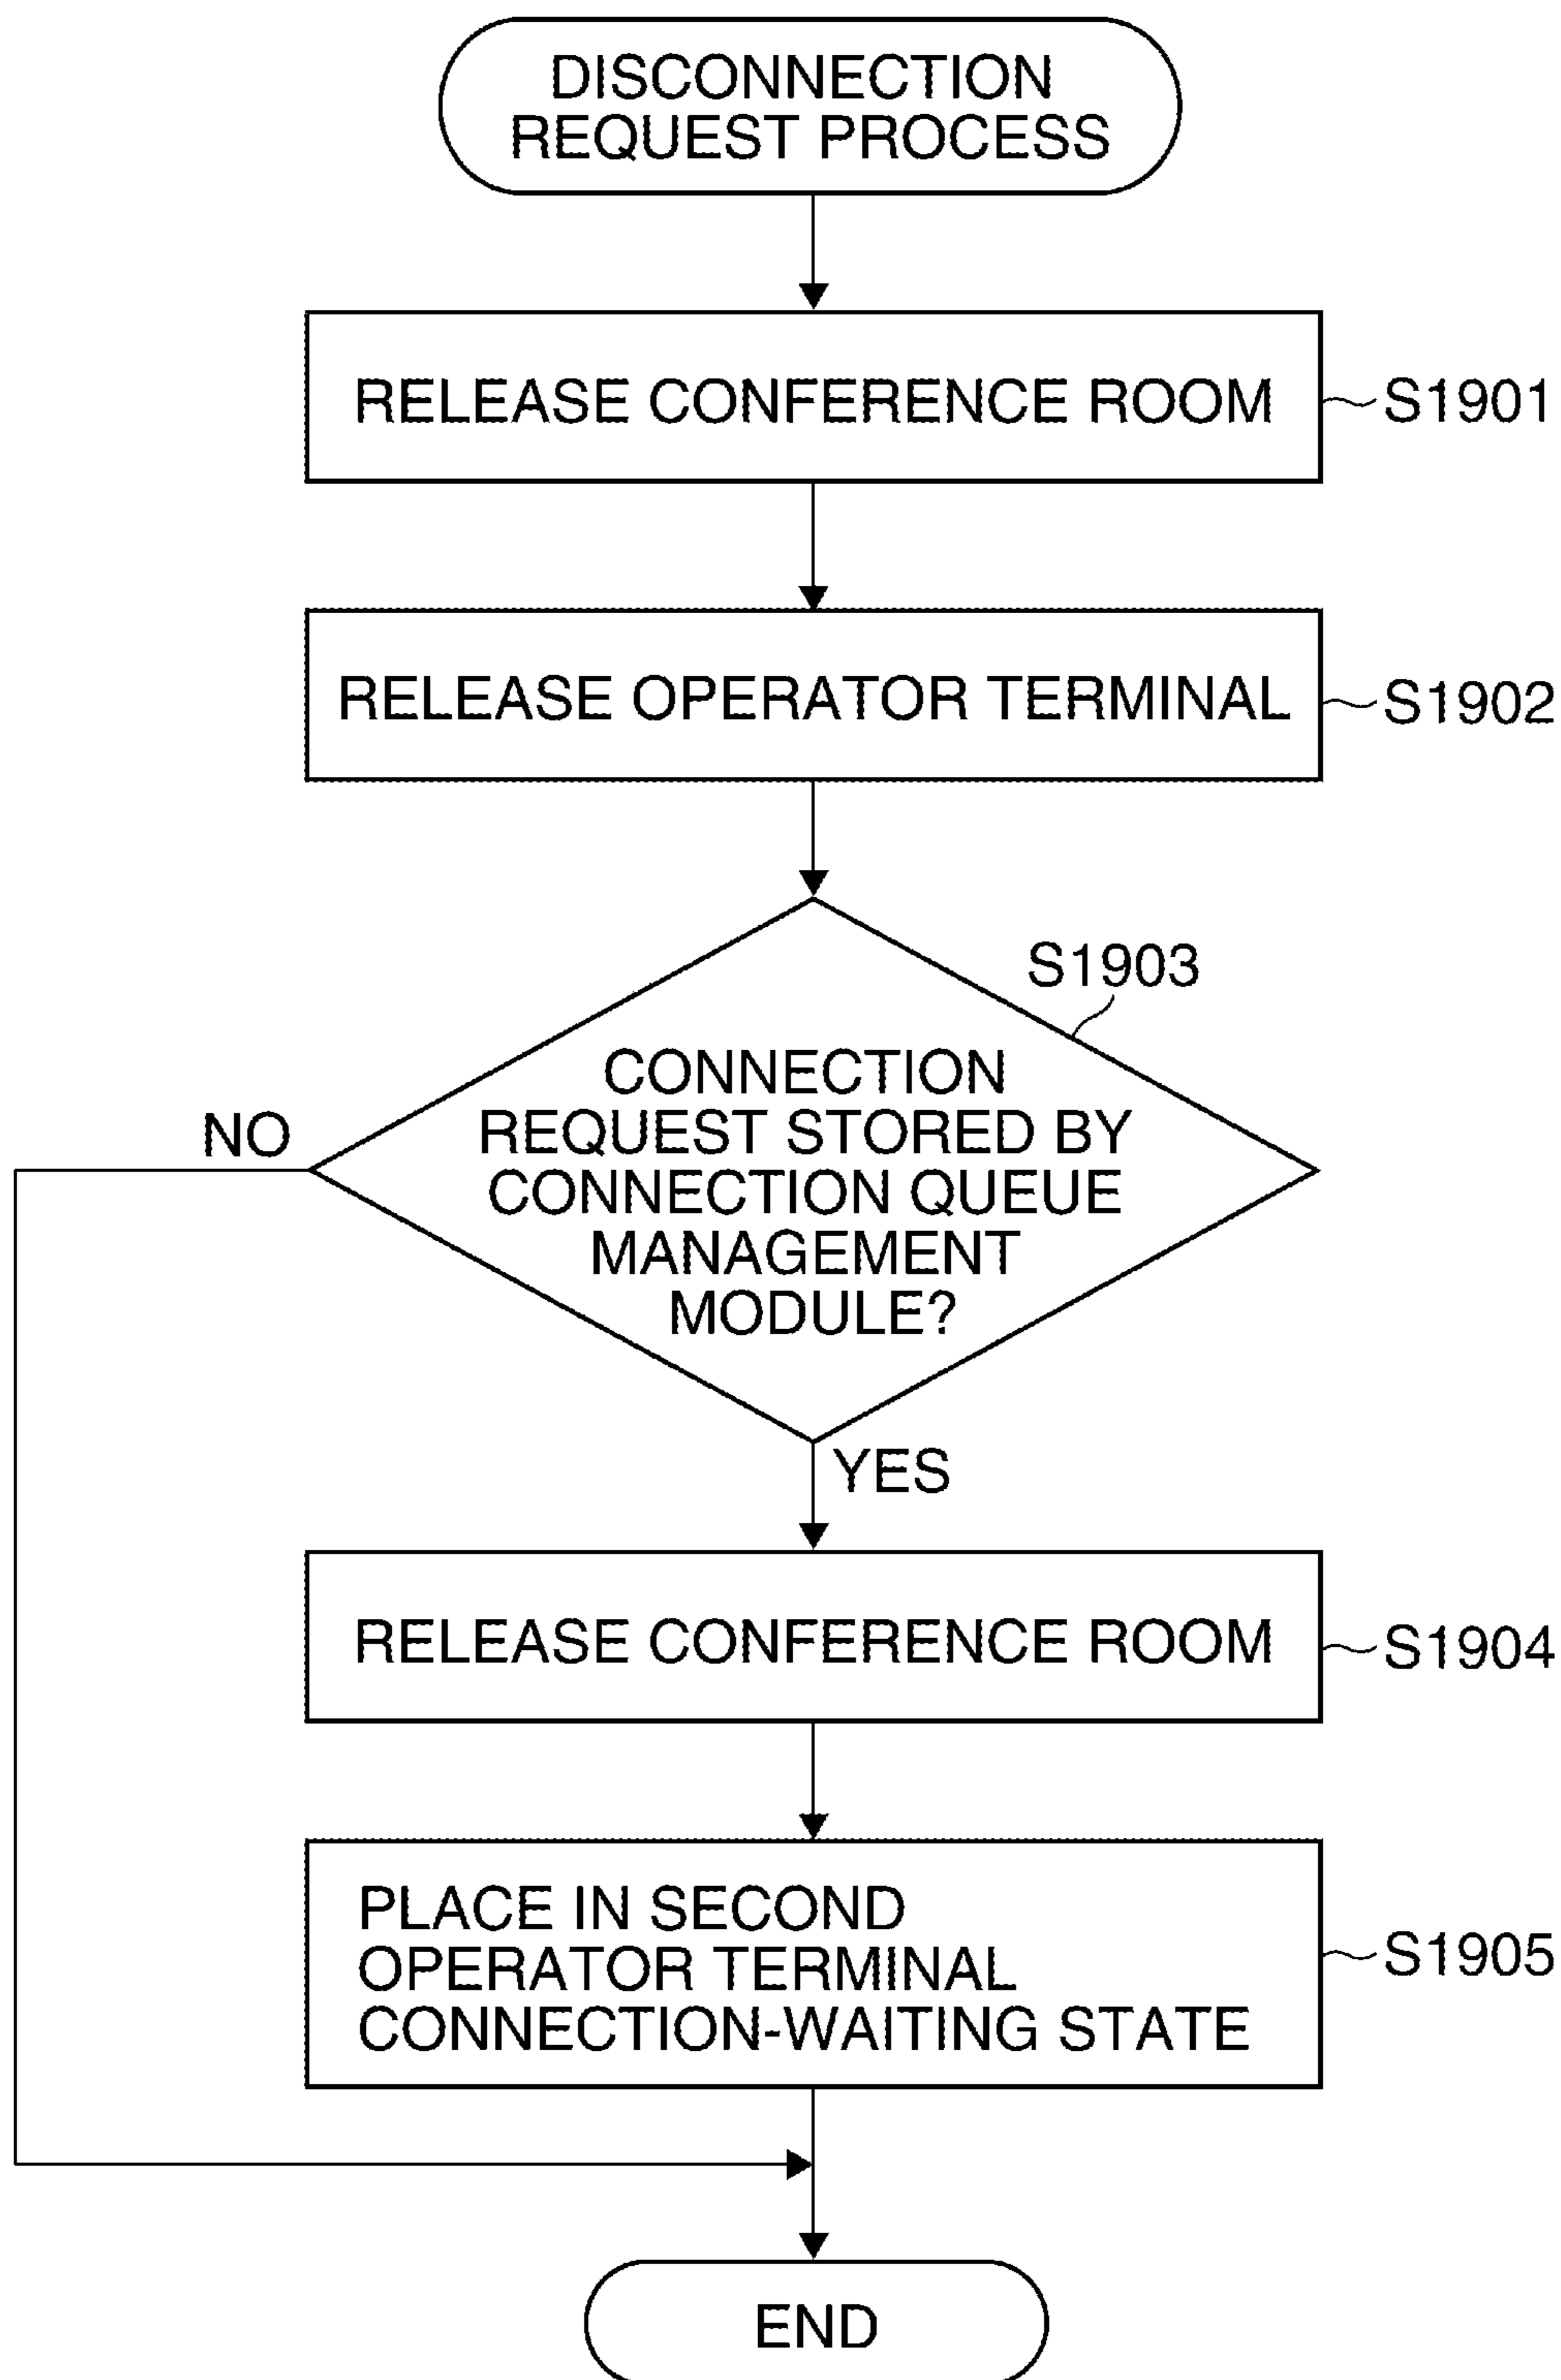 DISCONNECTION
REQUEST PROCESS
RELEASE CONFERENCE ROOM
S1901
RELEASE OPERATOR TERMINAL
S1902
S1903
CONNECTION
REQUEST STORED BY
CONNECTION QUEUE
MANAGEMENT
MODULE?
NO
YES
RELEASE CONFERENCE ROOM
S1904
PLACE IN SECOND
OPERATOR TERMINAL
CONNECTION-WAITING STATE
S1905
END